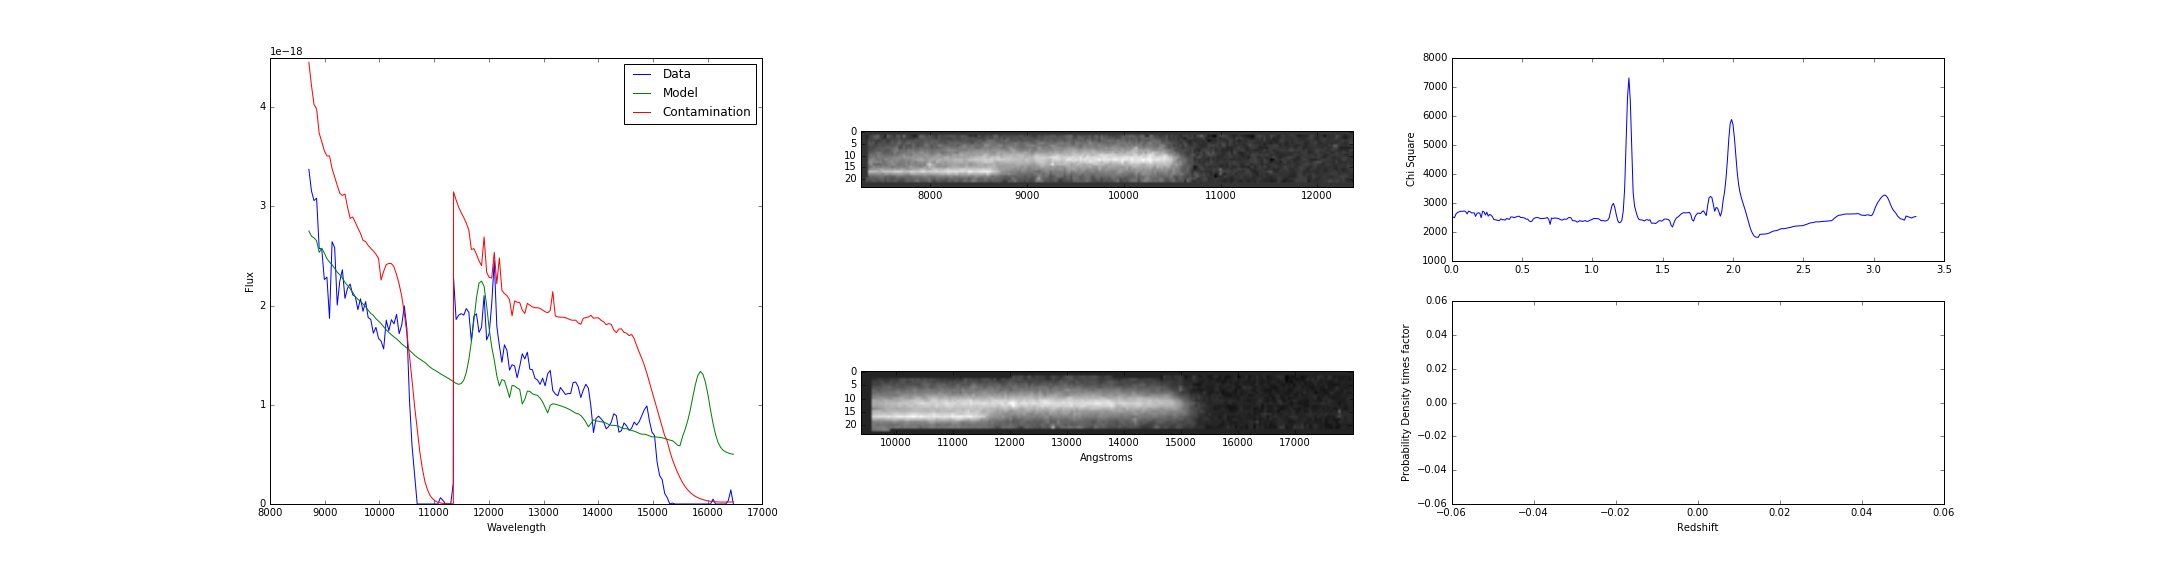 1e−18
4
3
2
1
0
8000 9000 10000 11000 12000 13000 14000 15000 16000 17000
Wavelength
Flux
Data
Model
Contamination
0
5
10
15
20
8000 9000 10000 11000 12000
0
5
10
15
20
10000 11000 12000 13000 14000 15000 16000 17000
Angstroms
8000
7000
6000
5000
4000
3000
2000
1000
0.0 0.5 1.0 1.5 2.0 2.5 3.0 3.5
Chi Square
0.06
0.04
0.02
0.00
−0.02
−0.04
−0.06
−0.06 −0.04 −0.02 0.00 0.02 0.04 0.06
Redshift
Probability Density times factor